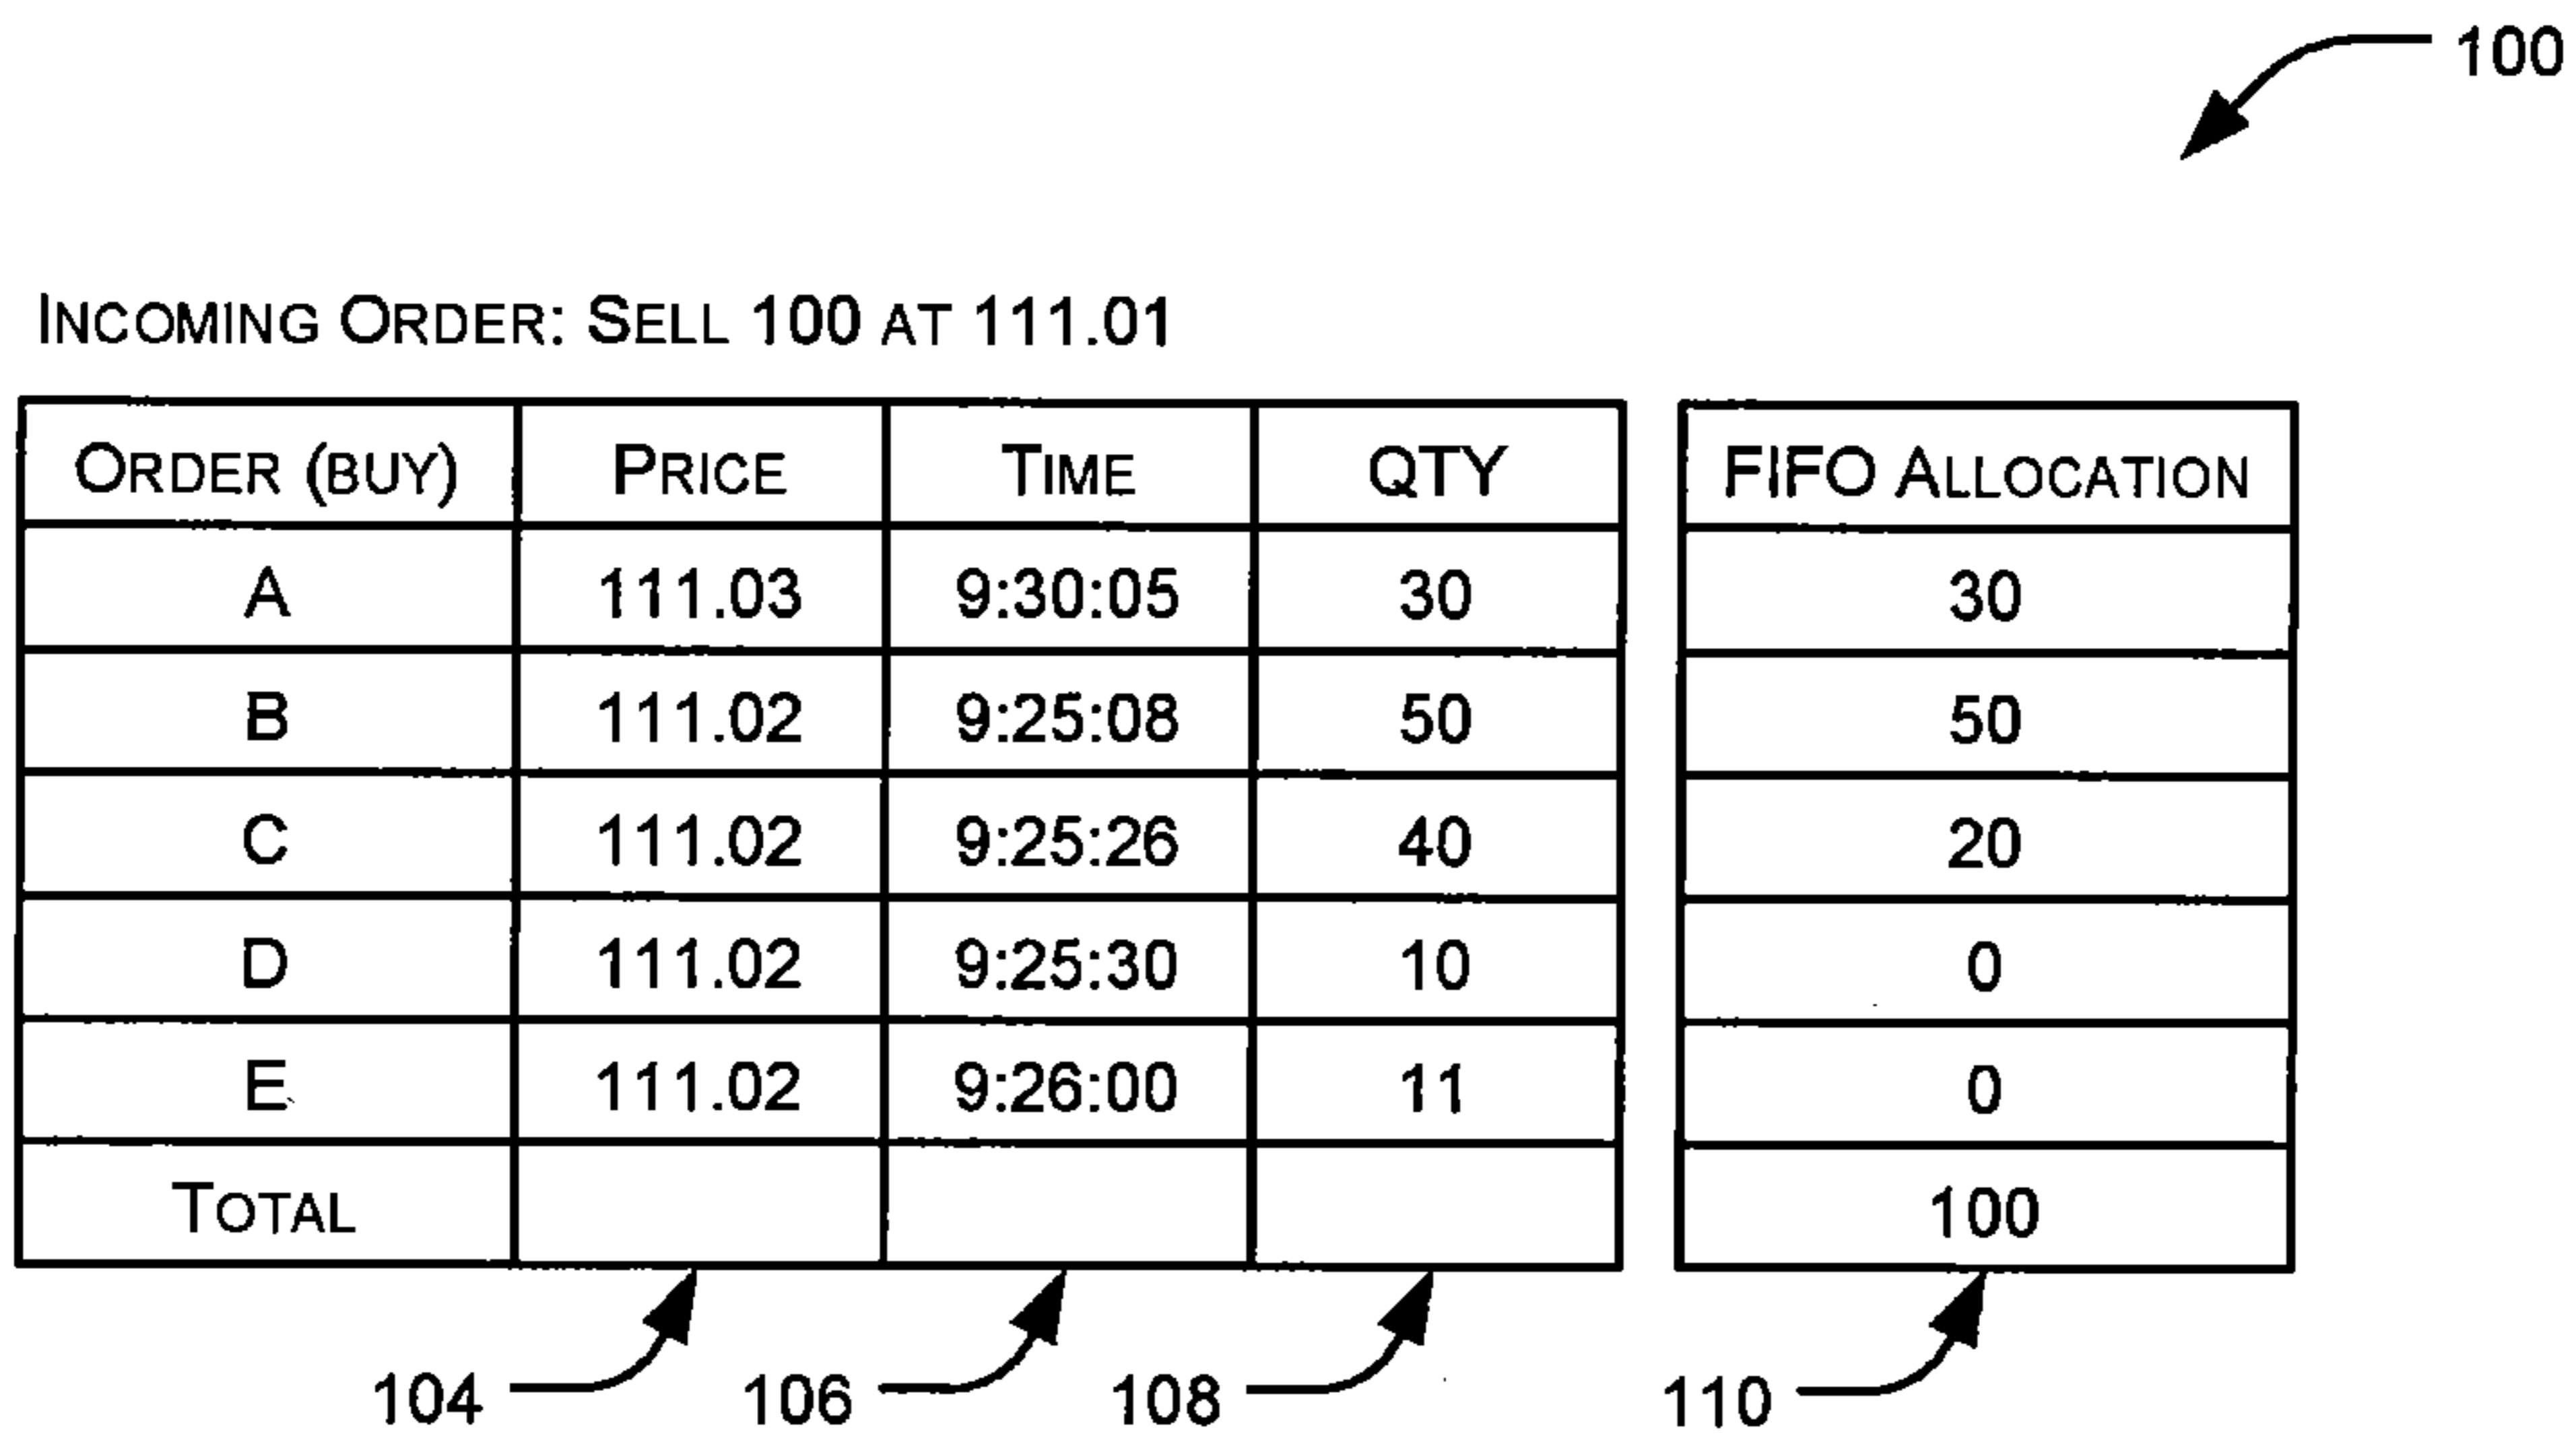 100
INCOMING ORDER: SELL 100 AT 111.01
ORDER (BUY) PRICE TIME QTY FIFO ALLOCATION
A 111.03 9:30:05 30 30
B 111.02 9:25:08 50 50
C 111.02 9:25:26 40 20
D 111.02 9:25:30 10 0
E 111.02 9:26:00 11 0
TOTAL 100
104 106 108 110